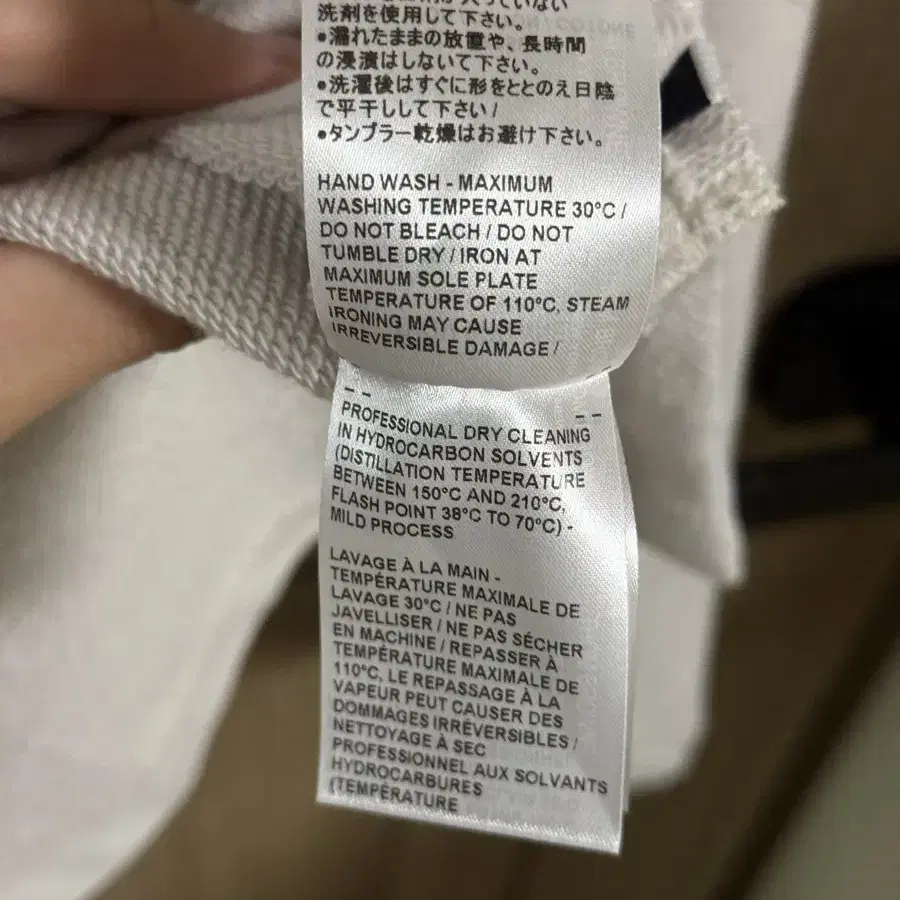 洗剤を使用して下さい。
•濡れたままの放置や、長時間
の浸漬はしないて下さい。
•洗濯後はすぐに形をととのえ日陰
で平干しして下さい/
•タンブラー乾燥はお避け下さい。
HAND WASH - MAXIMUM
WASHING TEMPERATURE 30°C /
DO NOT BLEACH / DO NOT
TUMBLE DRY / IRON AT
MAXIMUM SOLE PLATE
TEMPERATURE OF 110°C, STEAM
IRONING MAY CAUSE
IRREVERSIBLE DAMAGE /
PROFESSIONAL DRY CLEANING
IN HYDROCARBON SOLVENTS
(DISTILLATION TEMPERATURE
BETWEEN 150°C AND 210°C,
FLASH POINT 38°C TO 70°C) -
MILD PROCESS
LAVAGE À LA MAIN -
TEMPÉRATURE MAXIMALE DE
LAVAGE 30°C / NE PAS
JAVELLISER / NE PAS SÉCHER
EN MACHINE / REPASSER À
TEMPÉRATURE MAXIMALE DE
110°C, LE REPASSAGE À LA
VAPEUR PEUT CAUSER DES
DOMMAGES IRRÉVERSIBLES /
NETTOYAGE À SEC
PROFESSIONNEL AUX SOLVANTS
HYDROCARBURES
(TEMPÉRATURE